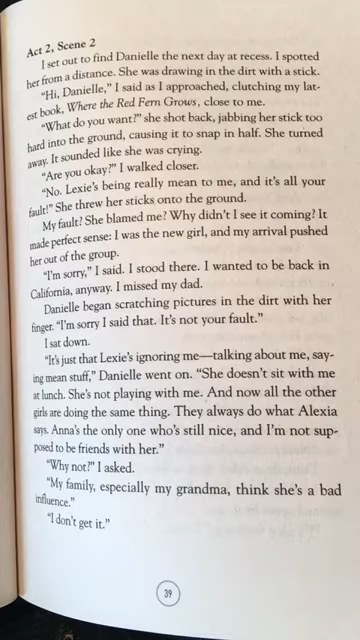 Act 2, Scene 2
I set out to find Danielle the next day at recess. I spotted
her from a distance. She was drawing in the dirt with a stick.
"Hi, Danielle," I said as I approached, clutching my lat-
est book, Where the Red Fern Grows, close to me.
"What do you want?" she shot back, jabbing her stick too
hard into the ground, causing it to snap in half. She turned
away. It sounded like she was crying.
"Are you okay?" I walked closer.
"No. Lexie's being really mean to me, and it's all your
fault!" She threw her sticks onto the ground.
My fault? She blamed me? Why didn't I see it coming? It
made perfect sense: I was the new girl, and my arrival pushed
her out of the group.
"I'm sorry," I said. I stood there. I wanted to be back in
California, anyway. I missed my dad.
Danielle began scratching pictures in the dirt with her
finger. "I'm sorry I said that. It's not your fault."
I sat down.
"It's just that Lexie's ignoring me—talking about me, say-
ing mean stuff," Danielle went on. "She doesn't sit with me
at lunch. She's not playing with me. And now all the other
girls are doing the same thing. They always do what Alexia
says. Anna's the only one who's still nice, and I'm not sup-
posed to be friends with her."
"Why not?" I asked.
"My family, especially my grandma, think she's a bad
influence."
"I don't get it."
39